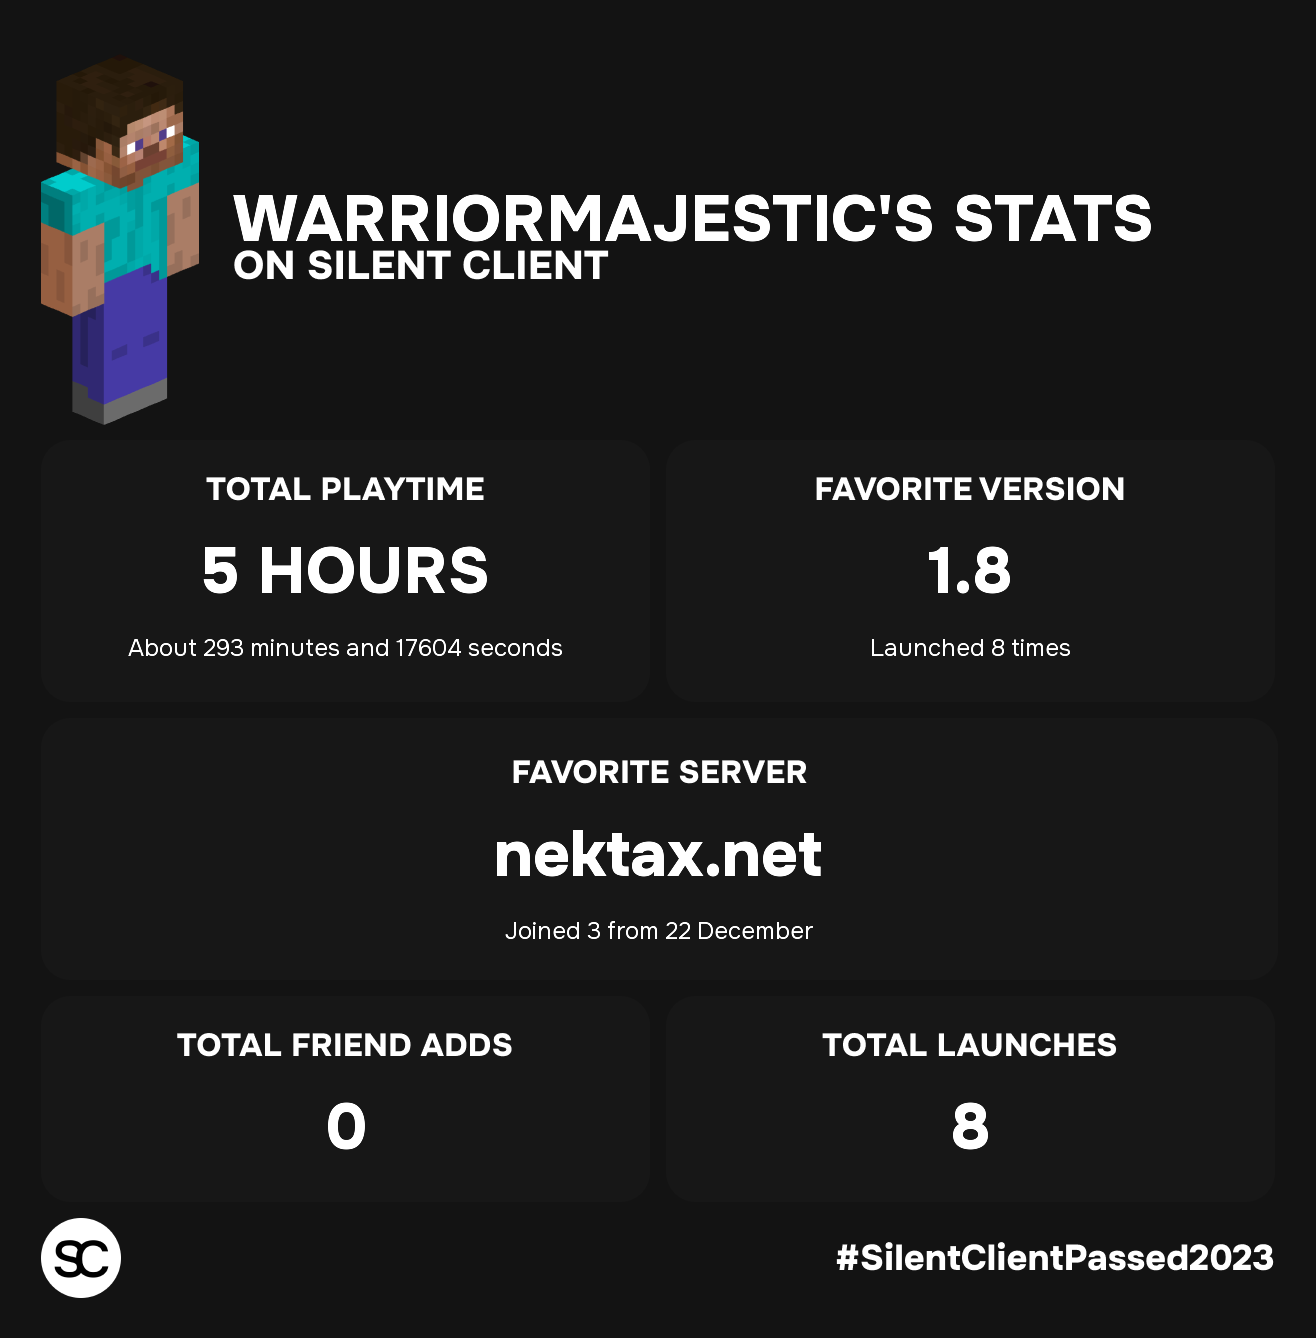 WARRIORMAJESTIC'S STATS
ON SILENT CLIENT
TOTAL PLAYTIME
5 HOURS
About 293 minutes and 17604 seconds
FAVORITE VERSION
1.8
Launched 8 times
FAVORITE SERVER
nektax.net
Joined 3 from 22 December
TOTAL FRIEND ADDS
0
TOTAL LAUNCHES
8
SC
#SilentClientPassed2023